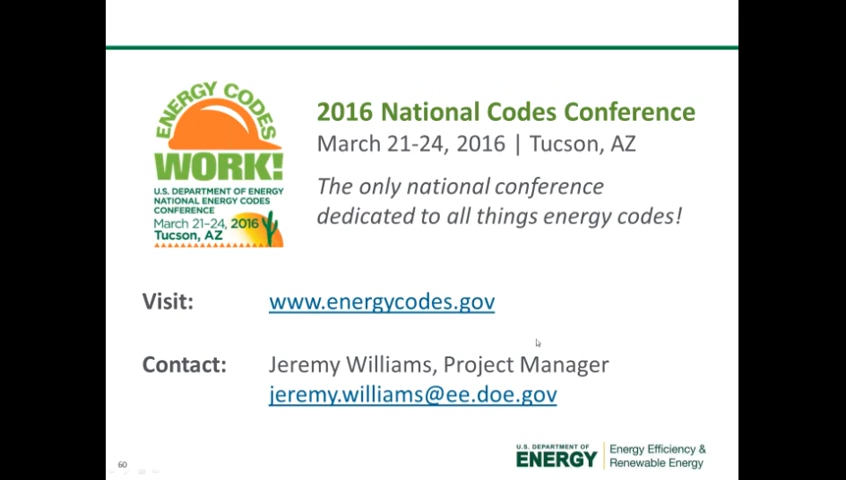 ENERGY CODES
WORK!
U.S. DEPARTMENT OF ENERGY
NATIONAL ENERGY CODES
CONFERENCE
March 21-24, 2016
Tucson, AZ
2016 National Codes Conference
March 21-24, 2016 | Tucson, AZ
The only national conference
dedicated to all things energy codes!
Visit: www.energycodes.gov
Contact: Jeremy Williams, Project Manager
jeremy.williams@ee.doe.gov
60
U.S. DEPARTMENT OF
ENERGY
Energy Efficiency &
Renewable Energy